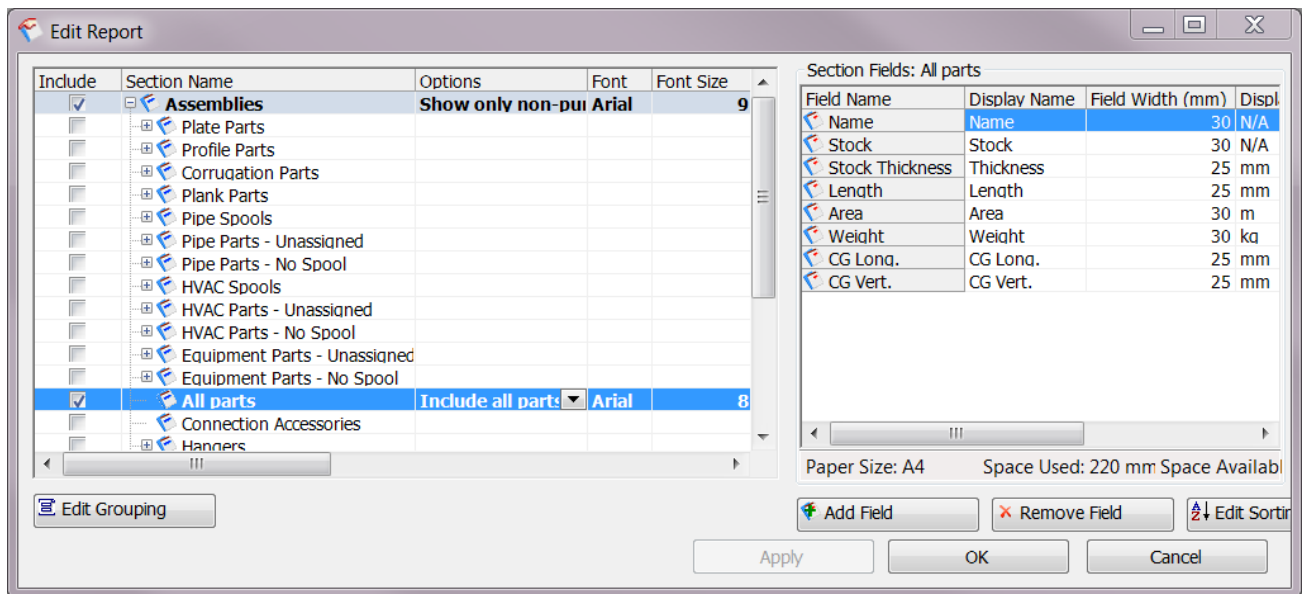 Edit Report
Include Section Name Options Font Font Size
Assemblies Show only non-pur Arial 9
Plate Parts
Profile Parts
Corrugation Parts
Plank Parts
Pipe Spools
Pipe Parts - Unassigned
Pipe Parts - No Spool
HVAC Spools
HVAC Parts - Unassigned
HVAC Parts - No Spool
Equipment Parts - Unassigned
Equipment Parts - No Spool
All parts Include all parts Arial 8
Connection Accessories
Hangers
Edit Grouping
Section Fields: All parts
Field Name Display Name Field Width (mm) Displ
Name Name 30 N/A
Stock Stock 30 N/A
Stock Thickness Thickness 25 mm
Length Length 25 mm
Area Area 30 m
Weight Weight 30 kg
CG Long. CG Long. 25 mm
CG Vert. CG Vert. 25 mm
Paper Size: A4 Space Used: 220 mm Space Availabl
Add Field Remove Field Edit Sortin
Apply OK Cancel